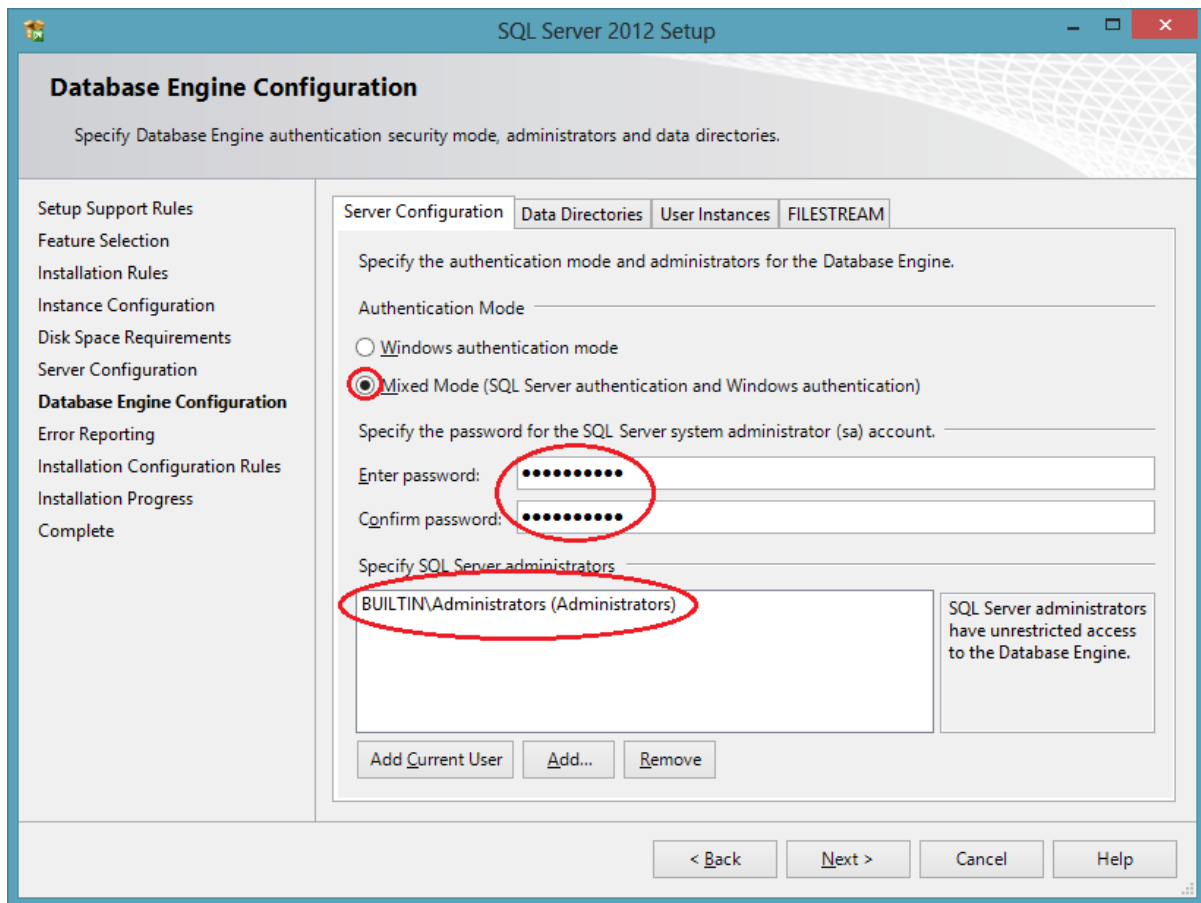 SQL Server 2012 Setup
Database Engine Configuration
Specify Database Engine authentication security mode, administrators and data directories.
Setup Support Rules
Feature Selection
Installation Rules
Instance Configuration
Disk Space Requirements
Server Configuration
Database Engine Configuration
Error Reporting
Installation Configuration Rules
Installation Progress
Complete
Server Configuration Data Directories User Instances FILESTREAM
Specify the authentication mode and administrators for the Database Engine.
Authentication Mode
Windows authentication mode
Mixed Mode (SQL Server authentication and Windows authentication)
Specify the password for the SQL Server system administrator (sa) account.
Enter password: ●●●●●●●●●●
Confirm password: ●●●●●●●●●●
Specify SQL Server administrators
BUILTIN\Administrators (Administrators)
SQL Server administrators
have unrestricted access
to the Database Engine.
Add Current User Add... Remove
< Back Next > Cancel Help